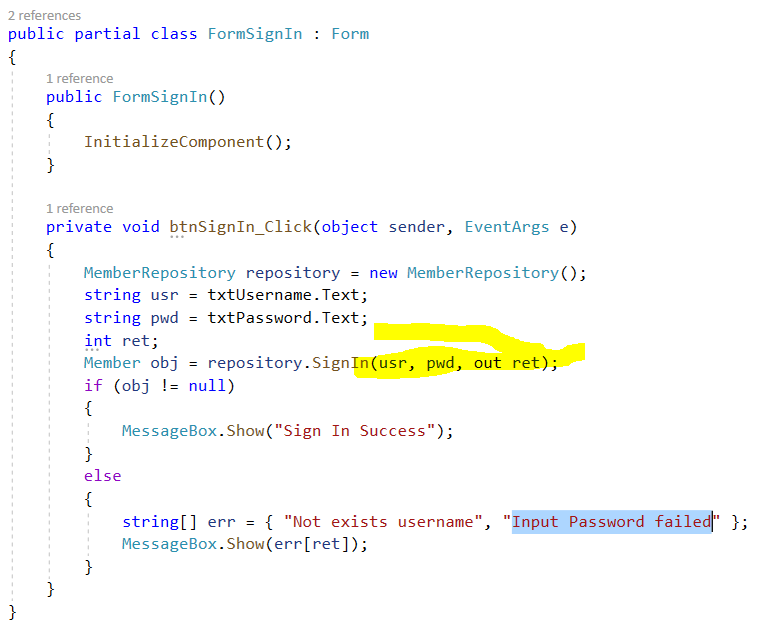 2 references
public partial class FormSignIn : Form
{
1 reference
public FormSignIn()
{
InitializeComponent();
}
1 reference
private void btnSignIn_Click(object sender, EventArgs e)
{
MemberRepository repository = new MemberRepository();
string usr = txtUsername.Text;
string pwd = txtPassword.Text;
int ret;
Member obj = repository.SignIn(usr, pwd, out ret);
if (obj != null)
{
MessageBox.Show("Sign In Success");
}
else
{
string[] err = { "Not exists username", "Input Password failed" };
MessageBox.Show(err[ret]);
}
}
}